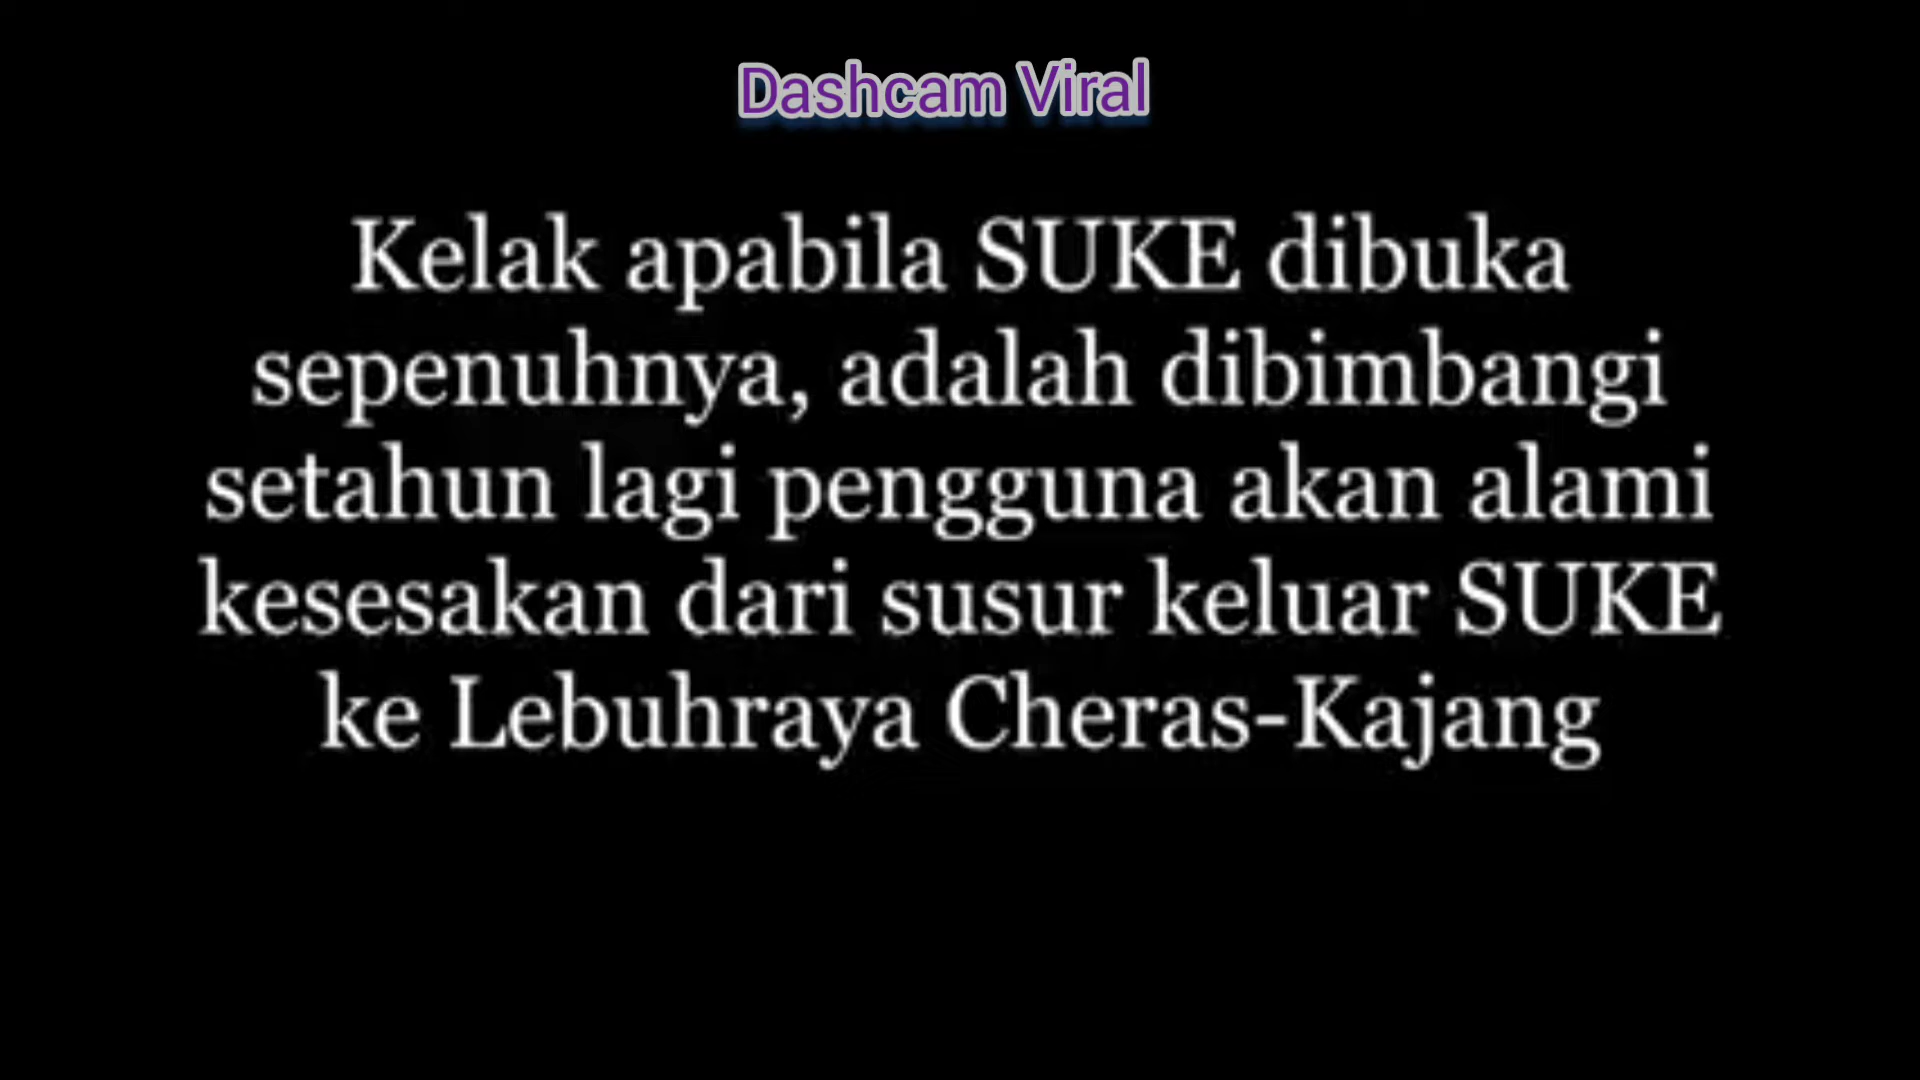 Dashcam Viral
Kelak apabila SUKE dibuka
sepenuhnya, adalah dibimbangi
setahun lagi pengguna akan alami
kesesakan dari susur keluar SUKE
ke Lebuhraya Cheras-Kajang